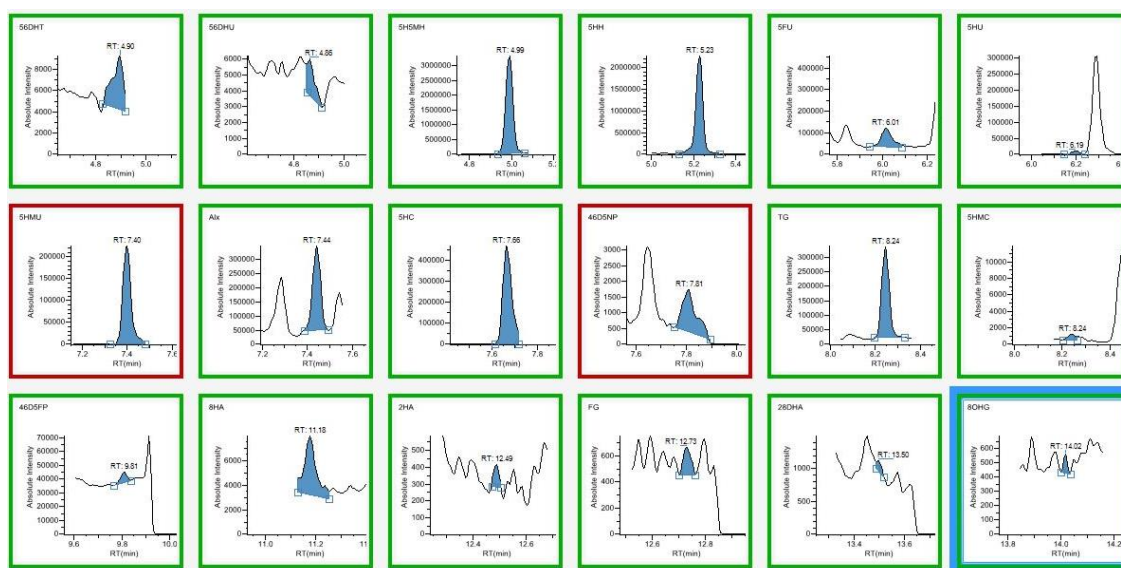 56DHT
RT: 4.90
Absolute Intensity
8000
6000
4000
2000
0
4.8
5.0
RT(min)
56DHU
RT: 4.86
Absolute Intensity
6000
5000
4000
3000
2000
1000
0
4.8
5.0
RT(min)
5H5MH
RT: 4.99
Absolute Intensity
3000000
2500000
2000000
1500000
1000000
500000
0
4.8
5.0
RT(min)
5HH
RT: 5.23
Absolute Intensity
2000000
1500000
1000000
500000
0
5.0
5.2
5.4
RT(min)
5FU
RT: 6.01
Absolute Intensity
400000
300000
200000
100000
0
5.8
6.0
6.2
RT(min)
5HU
RT: 6.19
Absolute Intensity
300000
250000
200000
150000
100000
50000
0
6.0
6.2
RT(min)
5HMU
RT: 7.40
Absolute Intensity
200000
150000
100000
50000
0
7.2
7.4
7.6
RT(min)
Alx
RT: 7.44
Absolute Intensity
300000
250000
200000
150000
100000
50000
0
7.2
7.4
7.6
RT(min)
5HC
RT: 7.66
Absolute Intensity
400000
300000
200000
100000
0
7.6
7.8
RT(min)
46D5NP
RT: 7.81
Absolute Intensity
3000
2500
2000
1500
1000
500
0
7.6
7.8
8.0
RT(min)
TG
RT: 8.24
Absolute Intensity
300000
250000
200000
150000
100000
50000
0
8.0
8.2
8.4
RT(min)
5HMC
RT: 8.24
Absolute Intensity
10000
8000
6000
4000
2000
0
8.0
8.2
8.4
RT(min)
46D5FP
RT: 9.81
Absolute Intensity
70000
60000
50000
40000
30000
20000
10000
0
9.6
9.8
10.0
RT(min)
8HA
RT: 11.18
Absolute Intensity
8000
6000
4000
2000
0
11.0
11.2
RT(min)
2HA
RT: 12.49
Absolute Intensity
500
400
300
200
100
0
12.4
12.6
RT(min)
FG
RT: 12.73
Absolute Intensity
600
400
200
0
12.6
12.8
RT(min)
28DHA
RT: 13.50
Absolute Intensity
1000
500
0
13.4
13.6
RT(min)
8OHG
RT: 14.02
Absolute Intensity
600
500
400
300
200
100
0
13.8
14.0
14.2
RT(min)